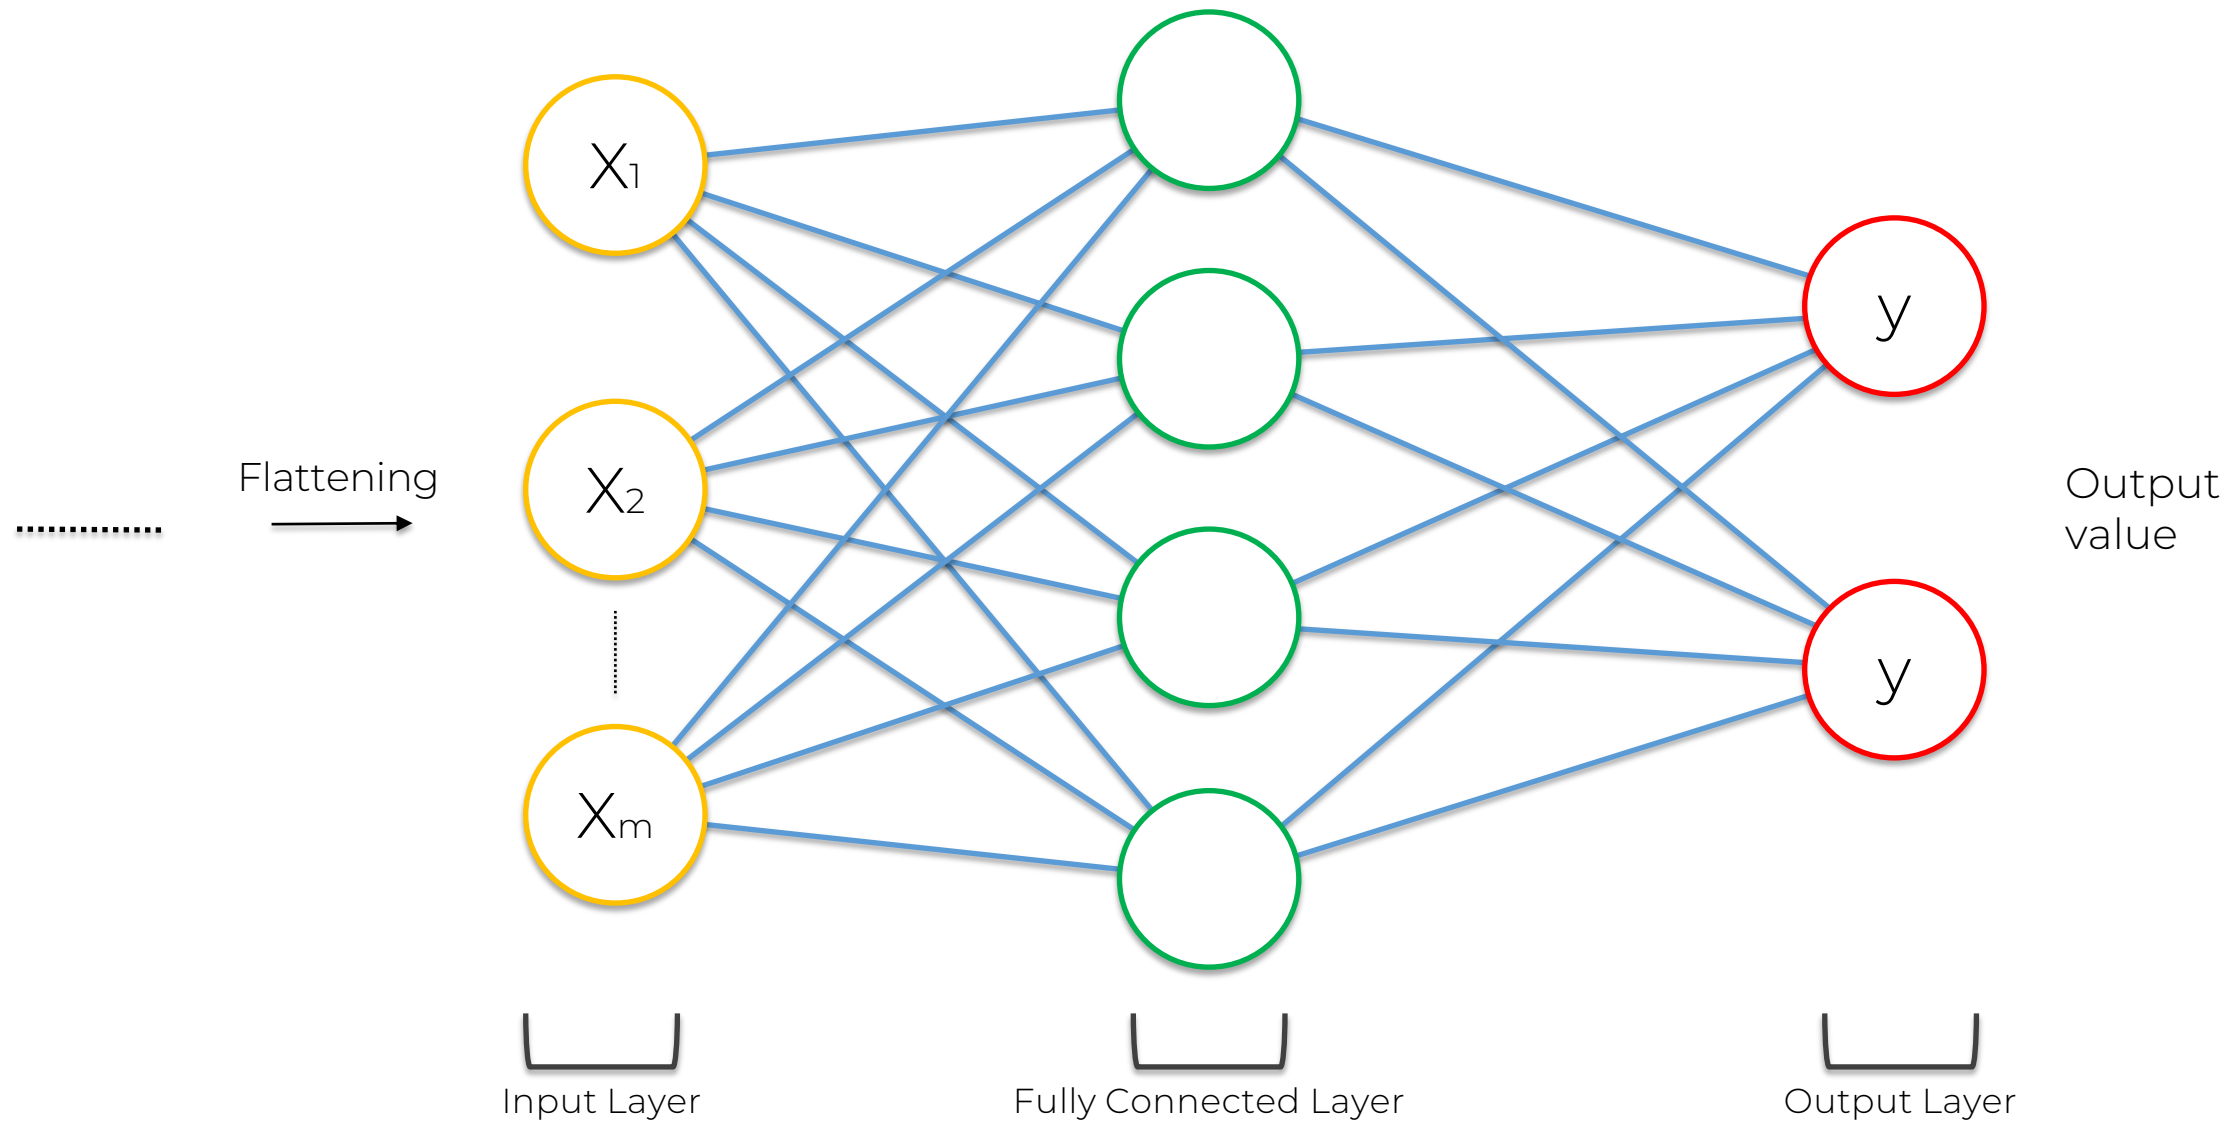 Flattening
X1
X2
Xm
y
y
Output
value
Input Layer
Fully Connected Layer
Output Layer